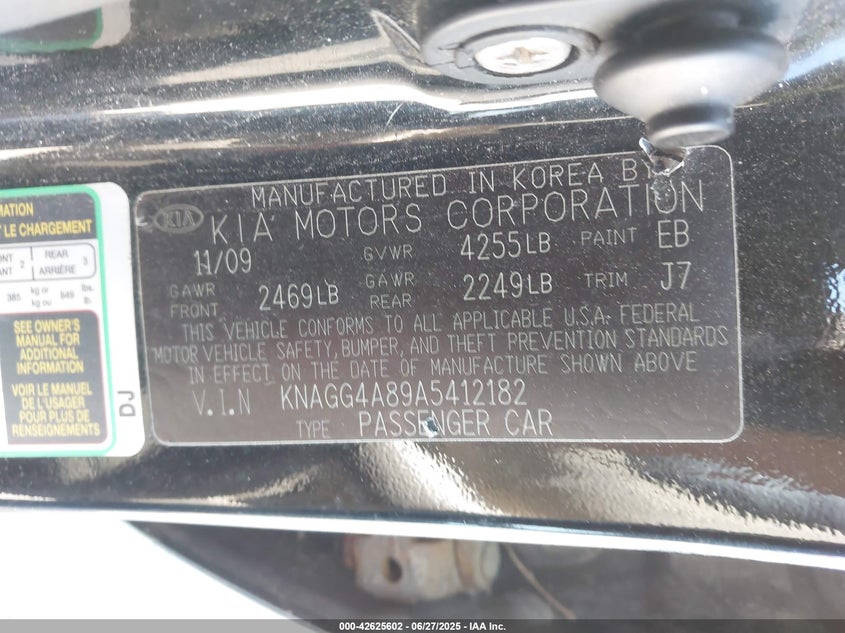 MANUFACTURED IN KOREA BY
KIA
KIA MOTORS CORPORATION
11/09 GVWR 4255LB PAINT EB
GAWR FRONT 2469LB GAWR REAR 2249LB TRIM J7
THIS VEHICLE CONFORMS TO ALL APPLICABLE U.S.A. FEDERAL
MOTOR VEHICLE SAFETY, BUMPER, AND THEFT PREVENTION STANDARDS
IN EFFECT ON THE DATE OF MANUFACTURE SHOWN ABOVE
V.I.N KNAGG4A89A5412182
TYPE PASSENGER CAR
LE CHARGEMENT
2 REAR 3
ARRIÈRE
385 kg or 849 lbs.
kg ou lb.
SEE OWNER'S
MANUAL FOR
ADDITIONAL
INFORMATION
VOIR LE MANUEL
DE L'USAGER
POUR PLUS DE
RENSEIGNEMENTS
DJ
000-42625602 - 06/27/2025 - IAA Inc.